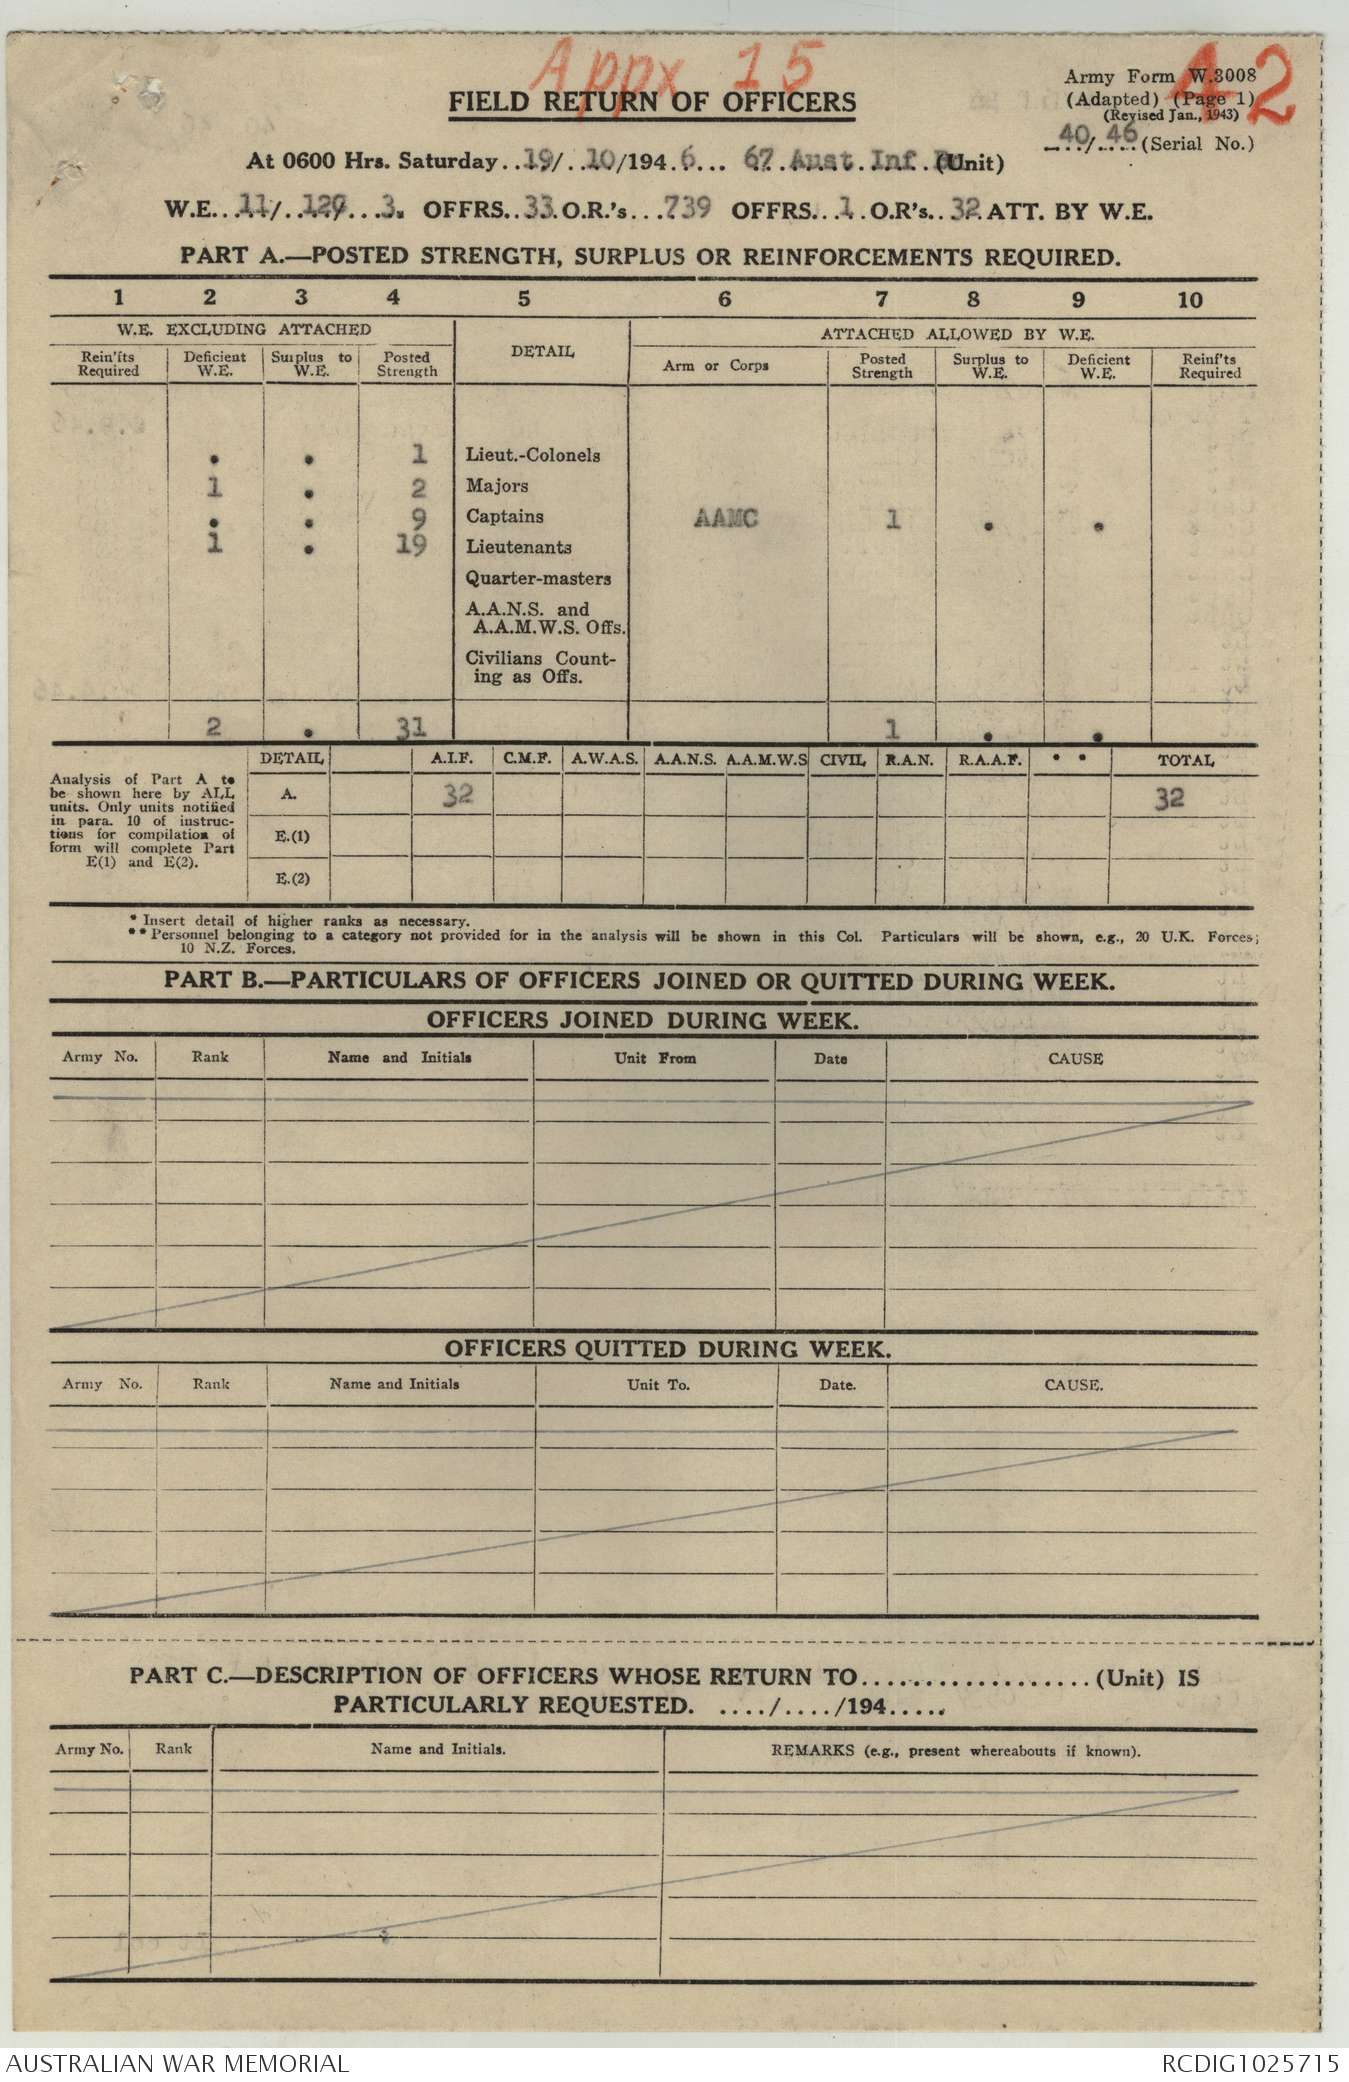 Appx 15
42
Army Form W.3008
(Adapted) (Page 1)
(Revised Jan., 1943)
40/46 (Serial No.)
FIELD RETURN OF OFFICERS
At 0600 Hrs. Saturday..19/..10/194.6... 67 Aust Inf (Unit)
W.E...11/.129...3. OFFRS..33.O.R.'s...739 OFFRS...1.O.R's..32.ATT. BY W.E.
PART A.—POSTED STRENGTH, SURPLUS OR REINFORCEMENTS REQUIRED.
1 2 3 4 5 6 7 8 9 10
W.E. EXCLUDING ATTACHED DETAIL ATTACHED ALLOWED BY W.E.
Rein'fts Required Deficient W.E. Surplus to W.E. Posted Strength Arm or Corps Posted Strength Surplus to W.E. Deficient W.E. Reinf'ts Required
. . 1 Lieut.-Colonels
1 . 2 Majors
. . 9 Captains AAMC 1 . .
1 . 19 Lieutenants
Quarter-masters
A.A.N.S. and
A.A.M.W.S. Offs.
Civilians Count-
ing as Offs.
2 . 31 1 . .
Analysis of Part A to
be shown here by ALL
units. Only units notified
in para. 10 of instruc-
tions for compilation of
form will complete Part
E(1) and E(2).
DETAIL A.I.F. C.M.F. A.W.A.S. A.A.N.S. A.A.M.W.S CIVIL R.A.N. R.A.A.F. * * TOTAL
A. 32 32
E.(1)
E.(2)
* Insert detail of higher ranks as necessary.
** Personnel belonging to a category not provided for in the analysis will be shown in this Col. Particulars will be shown, e.g., 20 U.K. Forces;
10 N.Z. Forces.
PART B.—PARTICULARS OF OFFICERS JOINED OR QUITTED DURING WEEK.
OFFICERS JOINED DURING WEEK.
Army No. Rank Name and Initials Unit From Date CAUSE
OFFICERS QUITTED DURING WEEK.
Army No. Rank Name and Initials Unit To. Date. CAUSE.
PART C.—DESCRIPTION OF OFFICERS WHOSE RETURN TO..................(Unit) IS
PARTICULARLY REQUESTED. ..../..../194.....
Army No. Rank Name and Initials. REMARKS (e.g., present whereabouts if known).
AUSTRALIAN WAR MEMORIAL RCDIG1025715